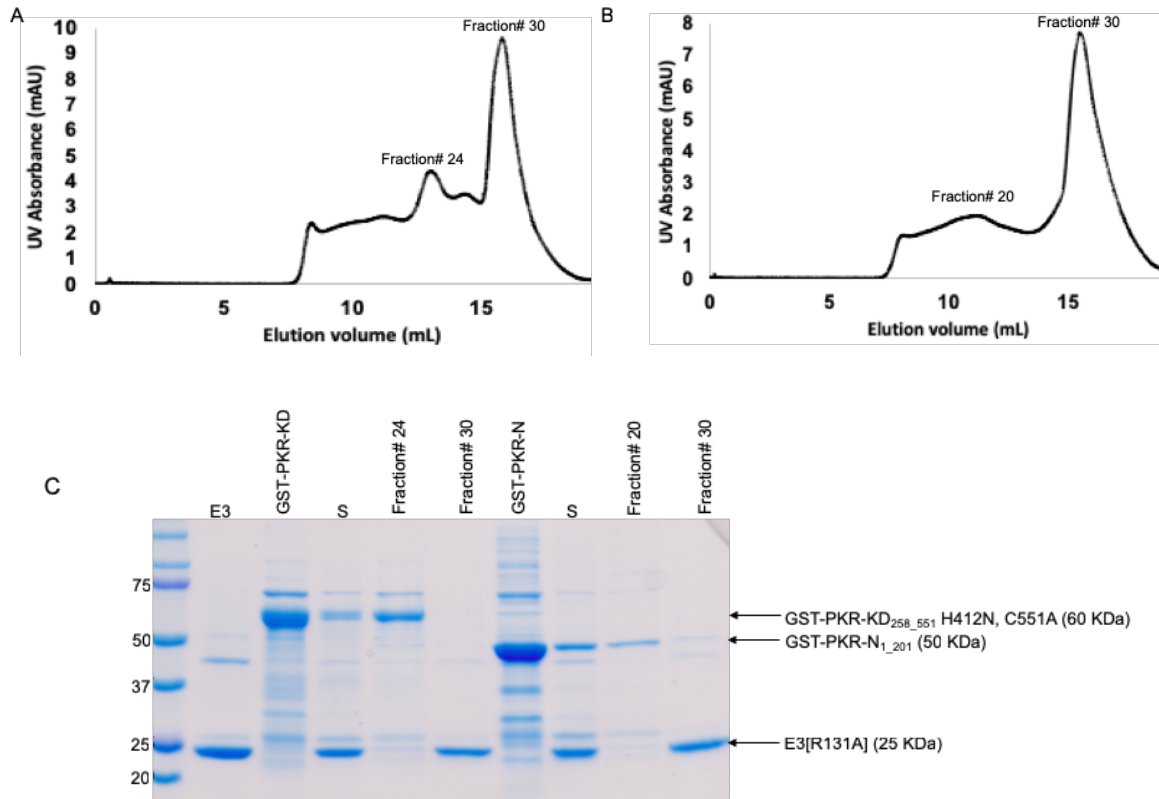 A
Fraction# 30
UV Absorbance (mAU)
10
9
8
7
6
5
4
3
2
1
0
Fraction# 24
0 5 10 15
Elution volume (mL)
B
Fraction# 30
UV Absorbance (mAU)
8
7
6
5
4
3
2
1
0
Fraction# 20
0 5 10 15
Elution volume (mL)
C
E3
GST-PKR-KD
S
Fraction# 24
Fraction# 30
GST-PKR-N
S
Fraction# 20
Fraction# 30
75
50
37
25
20
GST-PKR-KD258_551 H412N, C551A (60 KDa)
GST-PKR-N1_201 (50 KDa)
E3[R131A] (25 KDa)